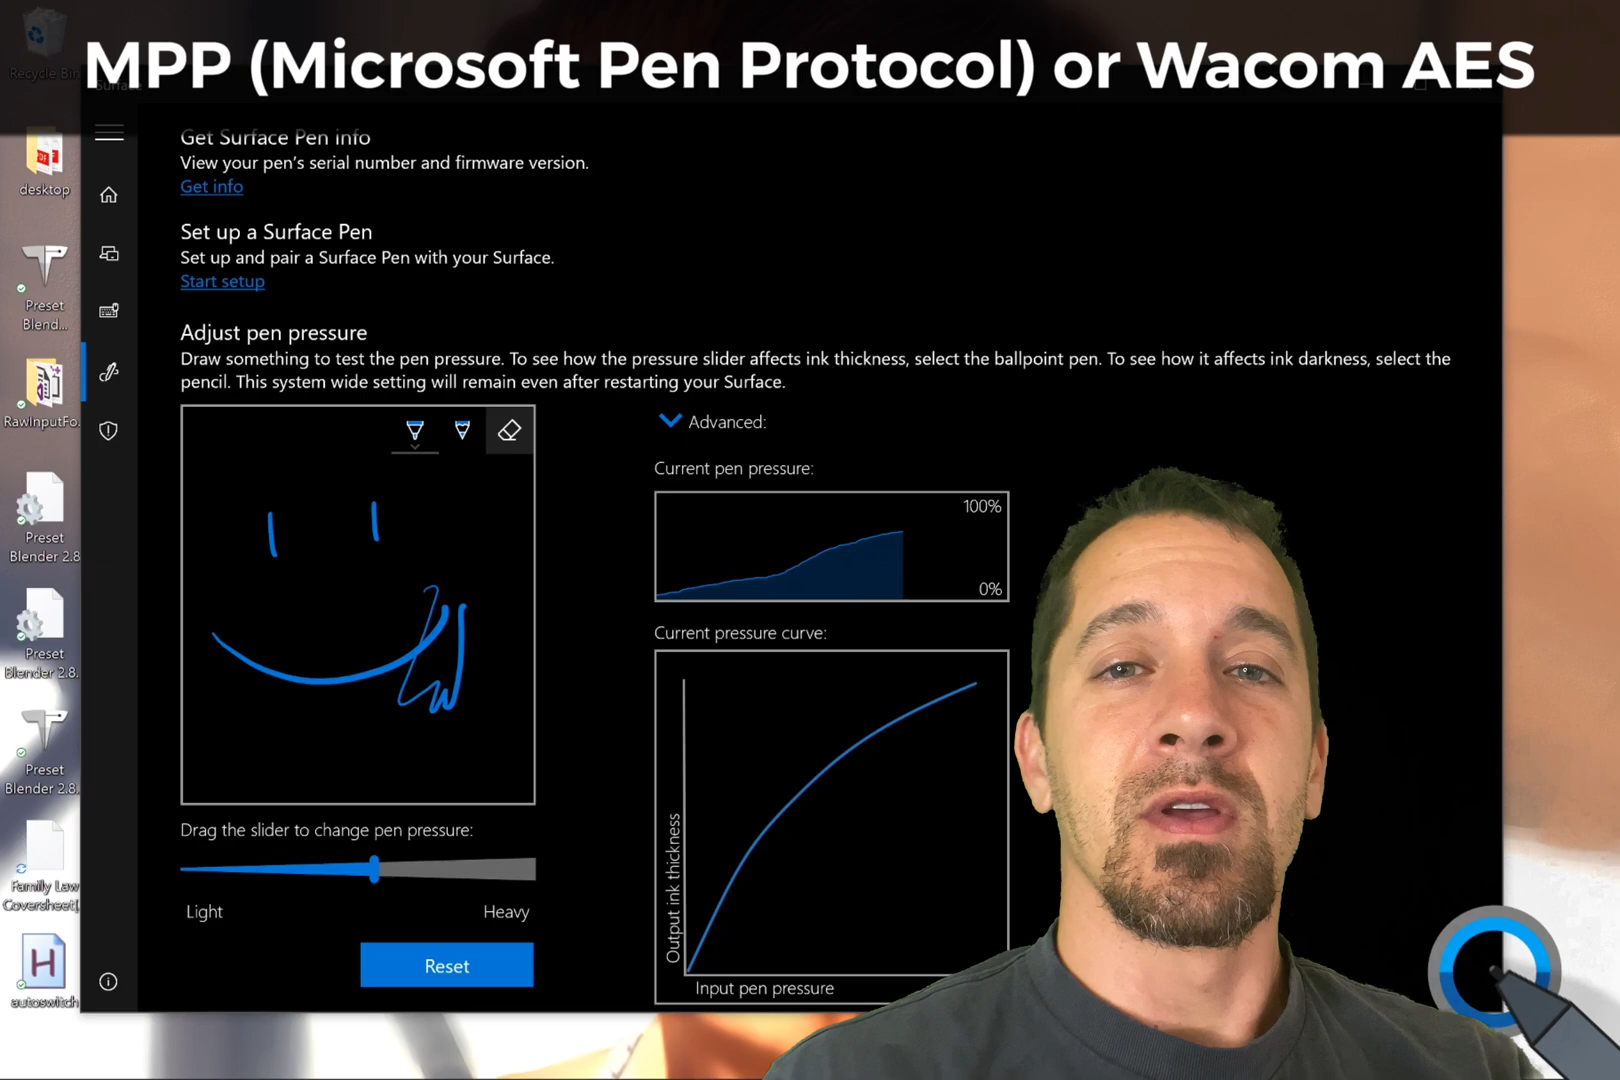 MPP (Microsoft Pen Protocol) or Wacom AES
Recycle Bin
Surface
desktop
Preset
Blend...
RawInputFo.
Preset
Blender 2.8
Preset
Blender 2.8.
Preset
Blender 2.8.
Family Law
Coversheet[
autoswitch
Get Surface Pen info
View your pen's serial number and firmware version.
Get info
Set up a Surface Pen
Set up and pair a Surface Pen with your Surface.
Start setup
Adjust pen pressure
Draw something to test the pen pressure. To see how the pressure slider affects ink thickness, select the ballpoint pen. To see how it affects ink darkness, select the
pencil. This system wide setting will remain even after restarting your Surface.
Advanced:
Current pen pressure:
100%
0%
Current pressure curve:
Output ink thickness
Input pen pressure
Drag the slider to change pen pressure:
Light
Heavy
Reset